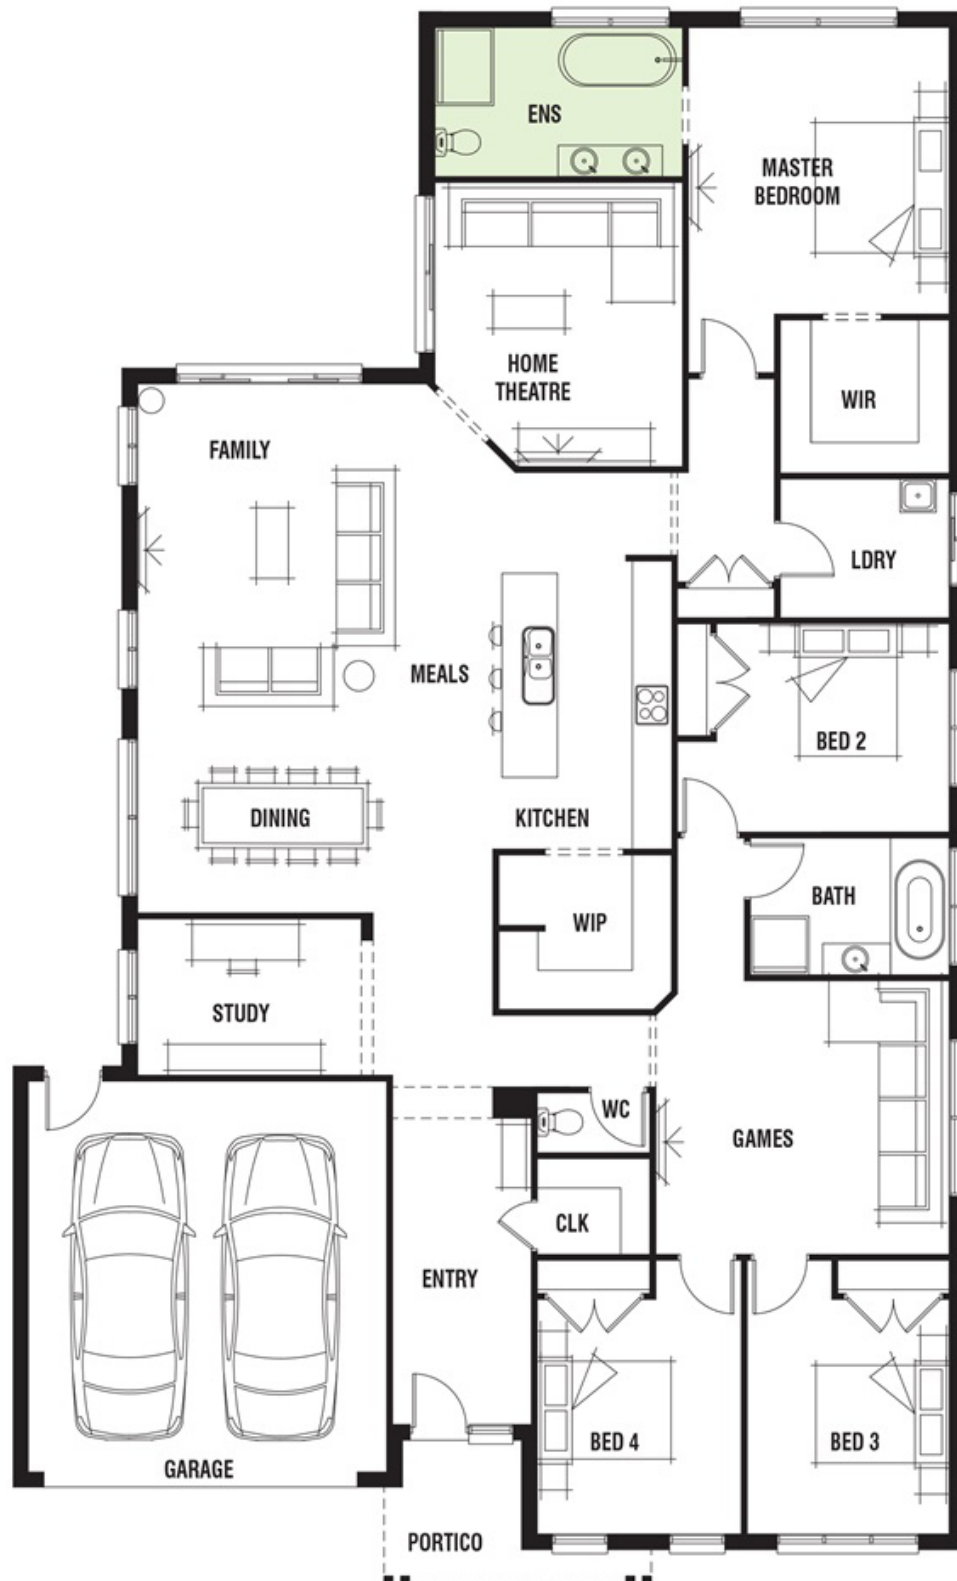 ENS
MASTER
BEDROOM
HOME
THEATRE
WIR
FAMILY
LDRY
MEALS
BED 2
DINING
KITCHEN
BATH
WIP
STUDY
WC
GAMES
CLK
ENTRY
BED 4
BED 3
GARAGE
PORTICO